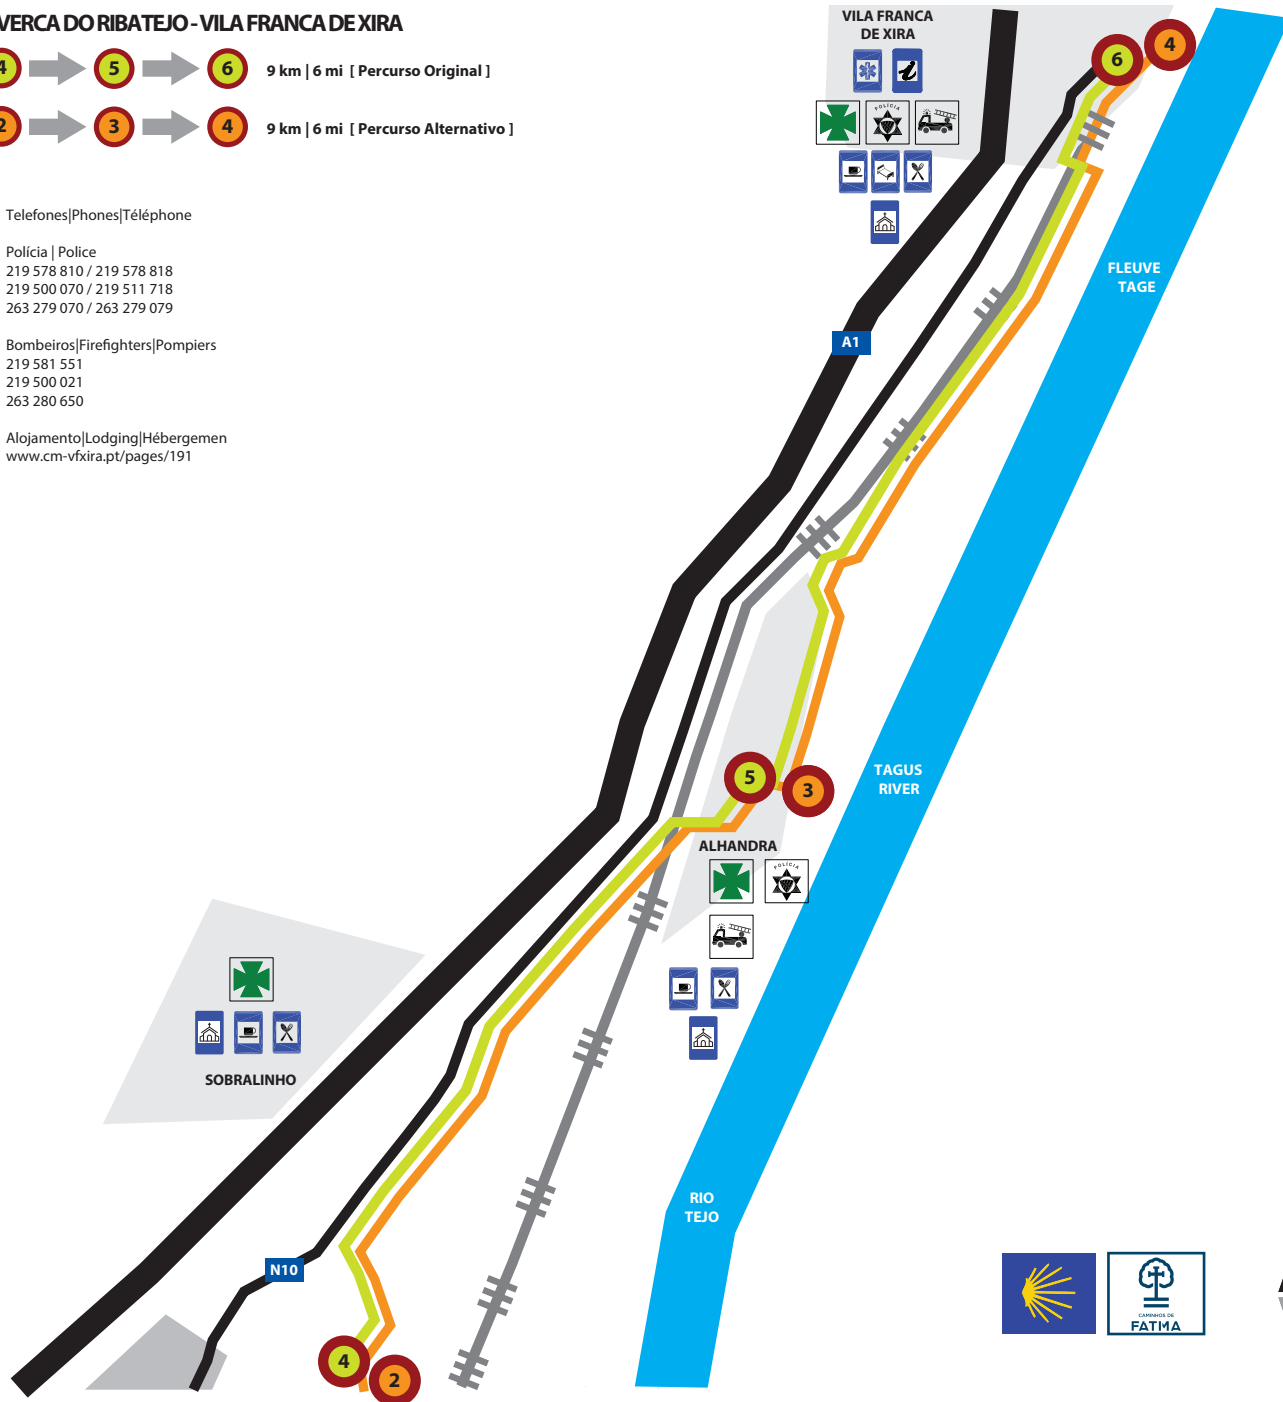 VERCA DO RIBATEJO - VILA FRANCA DE XIRA
4 5 6 9 km | 6 mi [ Percurso Original ]
2 3 4 9 km | 6 mi [ Percurso Alternativo ]
Telefones|Phones|Téléphone
Polícia | Police
219 578 810 / 219 578 818
219 500 070 / 219 511 718
263 279 070 / 263 279 079
Bombeiros|Firefighters|Pompiers
219 581 551
219 500 021
263 280 650
Alojamento|Lodging|Hébergemen
www.cm-vfxira.pt/pages/191
VILA FRANCA
DE XIRA
i
POLÍCIA
6
4
FLEUVE
TAGE
A1
5
3
TAGUS
RIVER
ALHANDRA
POLÍCIA
SOBRALINHO
RIO
TEJO
N10
4
2
CAMINHOS DE
FATIMA